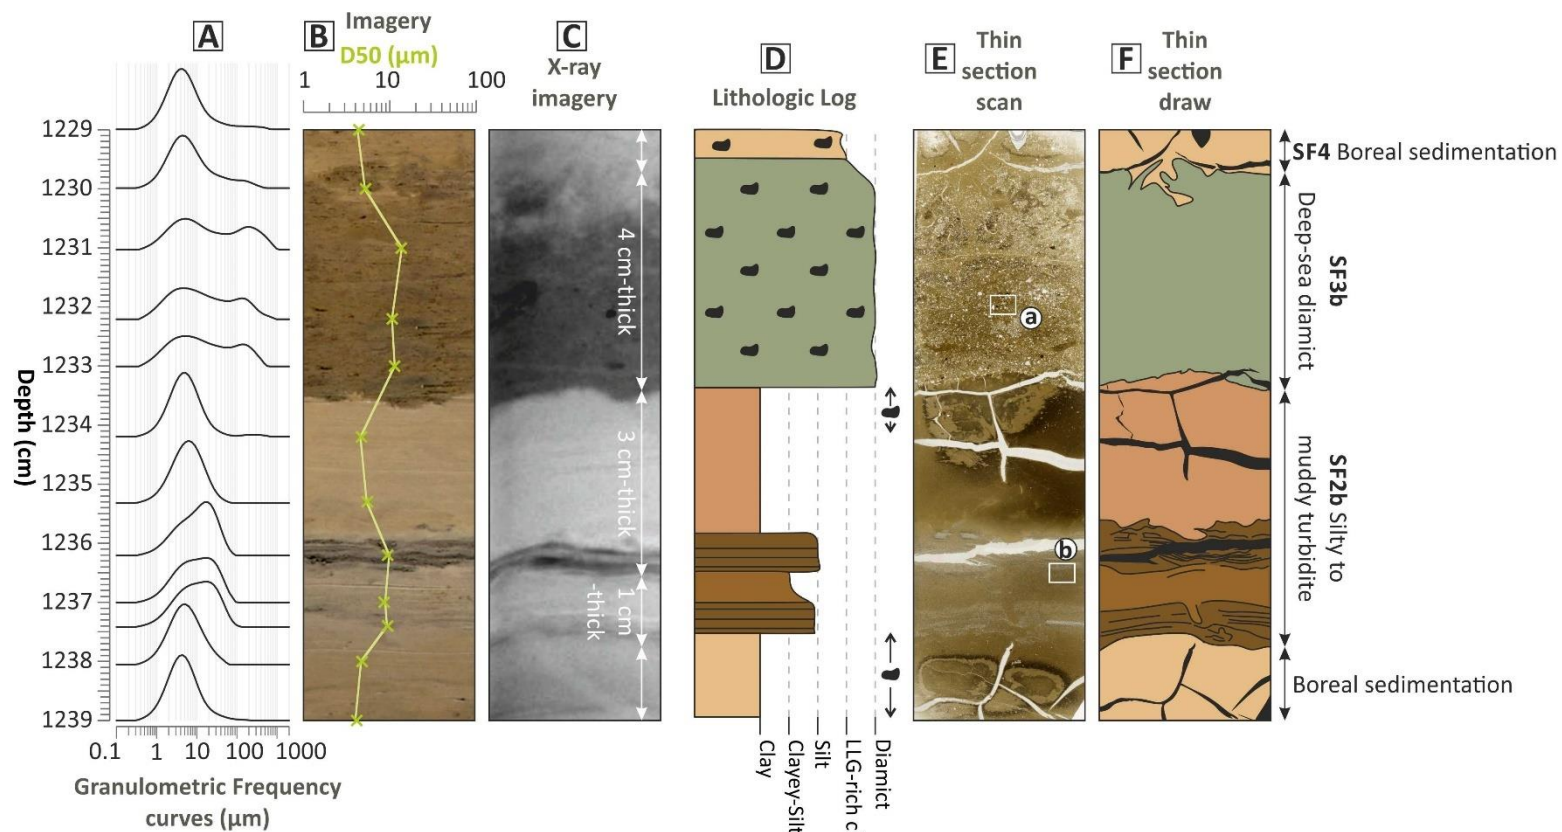 A
B
Imagery
D50 (µm)
1 10 100
C
X-ray
imagery
D
Lithologic Log
E
Thin
section
scan
F
Thin
section
draw
Depth (cm)
1229
1230
1231
1232
1233
1234
1235
1236
1237
1238
1239
0.1 1 10 100 1000
Granulometric Frequency
curves (µm)
4 cm-thick
3 cm-thick
1 cm
-thick
Clay
Clayey-Silt
Silt
LLG-rich c
Diamict
a
b
SF4 Boreal sedimentation
SF3b
Deep-sea diamict
SF2b Silty to
muddy turbidite
Boreal sedimentation